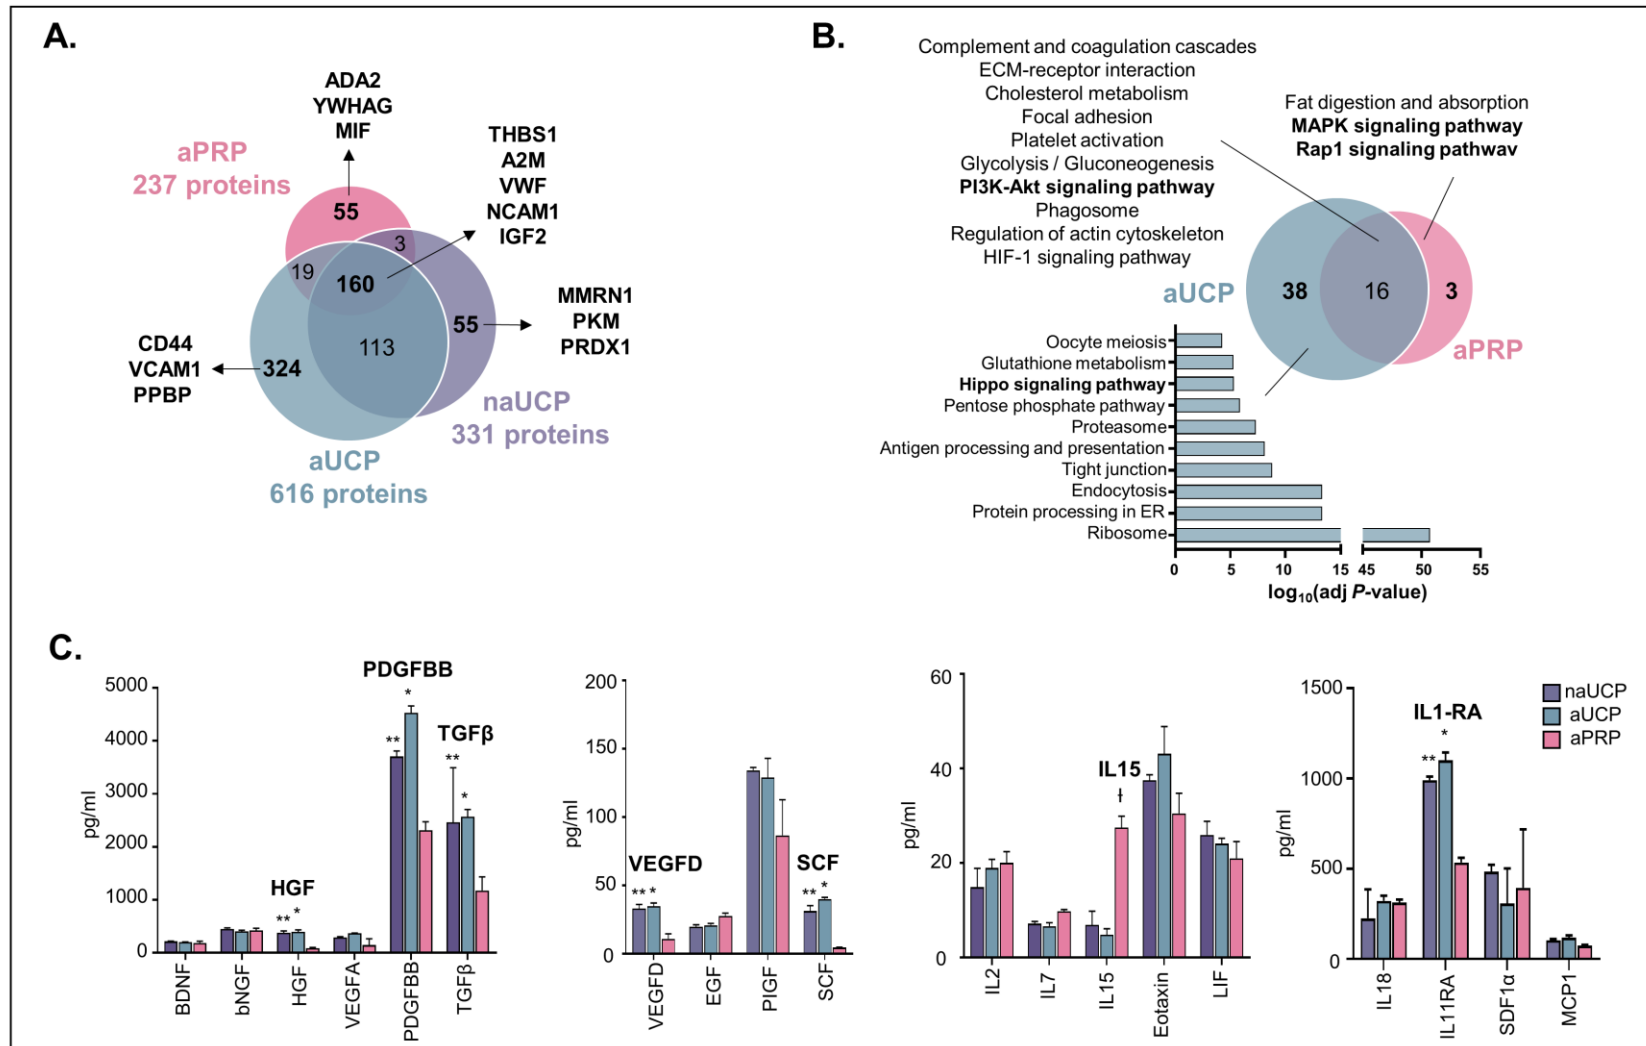 A.
ADA2
YWHAG
MIF
aPRP
237 proteins
THBS1
A2M
VWF
NCAM1
IGF2
55
3
19
160
MMRN1
PKM
PRDX1
55
113
CD44
VCAM1
PPBP
324
naUCP
331 proteins
aUCP
616 proteins
B.
Complement and coagulation cascades
ECM-receptor interaction
Cholesterol metabolism
Focal adhesion
Platelet activation
Glycolysis / Gluconeogenesis
PI3K-Akt signaling pathway
Phagosome
Regulation of actin cytoskeleton
HIF-1 signaling pathway
Fat digestion and absorption
MAPK signaling pathway
Rap1 signaling pathway
aUCP
38
16
3
aPRP
Oocyte meiosis
Glutathione metabolism
Hippo signaling pathway
Pentose phosphate pathway
Proteasome
Antigen processing and presentation
Tight junction
Endocytosis
Protein processing in ER
Ribosome
0 5 10 15 45 50 55
log10(adj P-value)
C.
5000
4000
3000
2000
1000
0
pg/ml
HGF
** *
PDGFBB
** *
TGFβ
** *
BDNF
bNGF
HGF
VEGFA
PDGFBB
TGFβ
200
150
100
50
0
pg/ml
VEGFD
** *
SCF
** *
VEGFD
EGF
PIGF
SCF
60
40
20
0
pg/ml
IL15
ǂ
IL2
IL7
IL15
Eotaxin
LIF
1500
1000
500
0
pg/ml
IL1-RA
** *
IL18
IL11RA
SDF1α
MCP1
naUCP
aUCP
aPRP